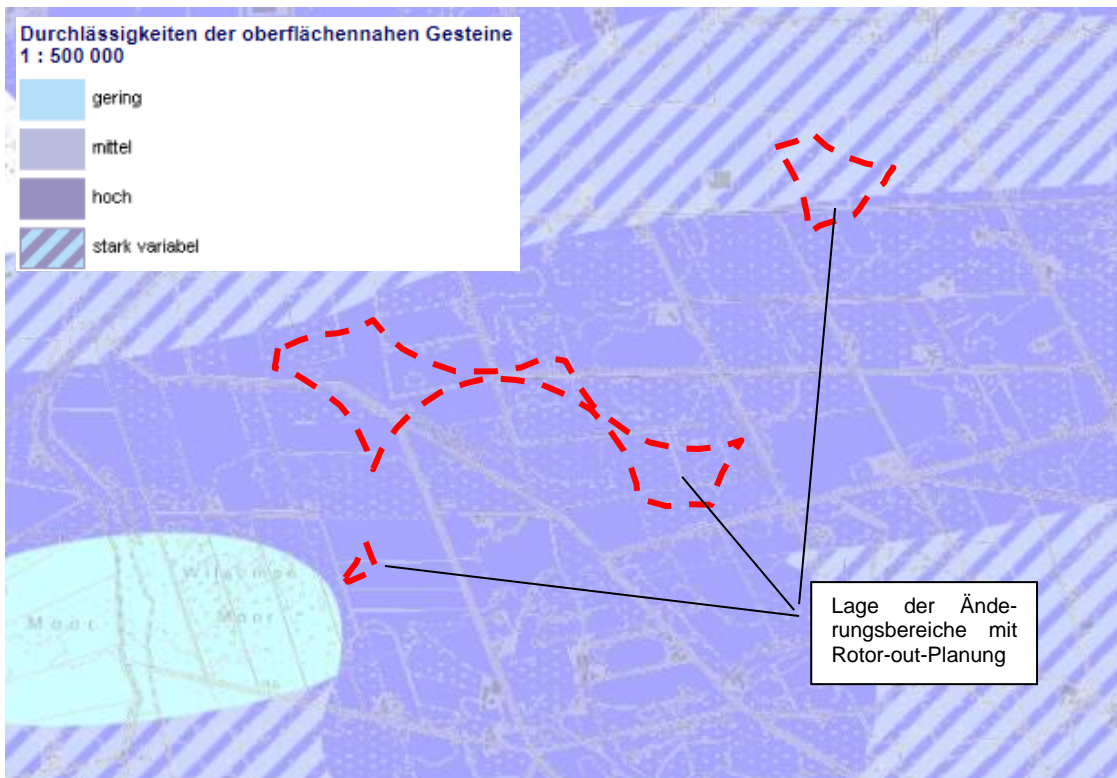 Durchlässigkeiten der oberflächennahen Gesteine
1 : 500 000
gering
mittel
hoch
stark variabel
Moor
Moor
Lage der Ände-
rungsbereiche mit
Rotor-out-Planung